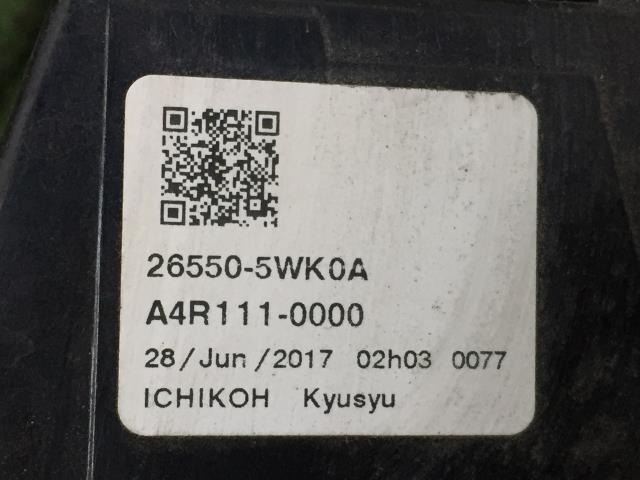 26550-5WK0A
A4R111-0000
28/Jun/2017 02h03 0077
ICHIKOH Kyusyu